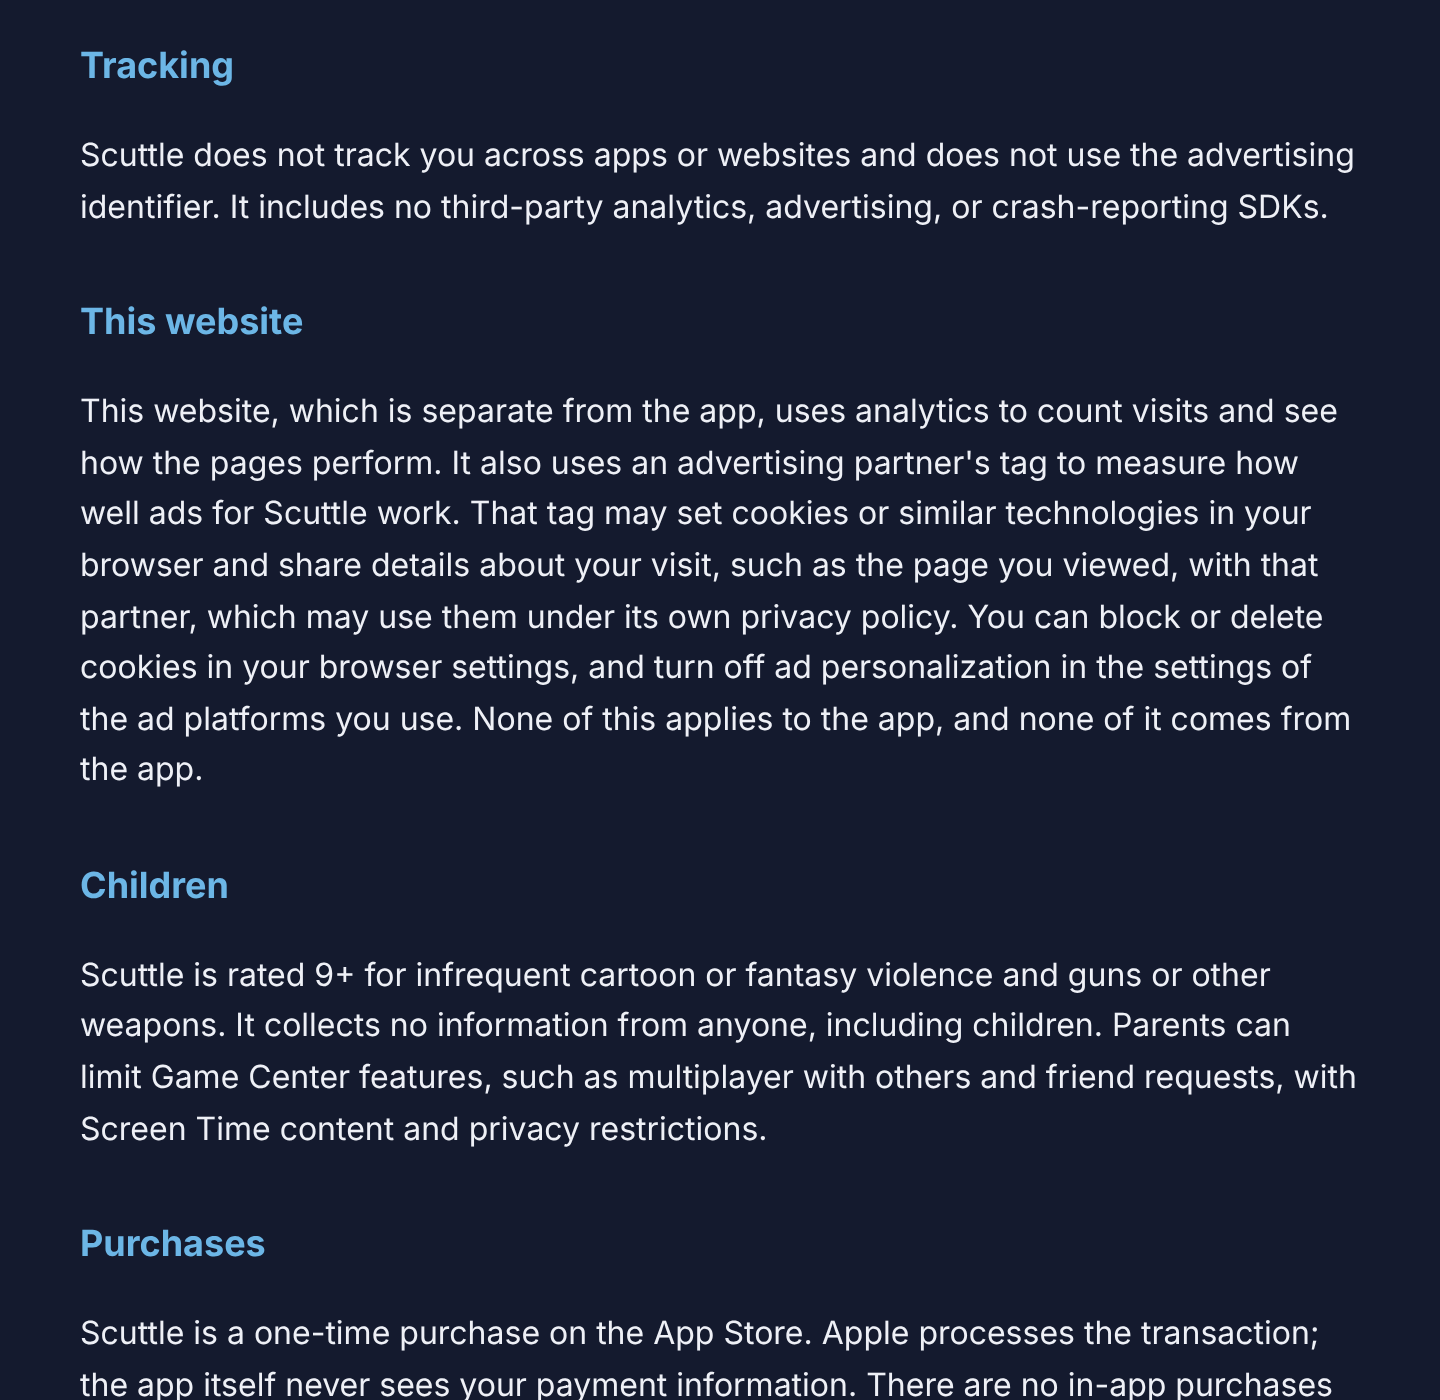 Tracking
Scuttle does not track you across apps or websites and does not use the advertising
identifier. It includes no third-party analytics, advertising, or crash-reporting SDKs.
This website
This website, which is separate from the app, uses analytics to count visits and see
how the pages perform. It also uses an advertising partner's tag to measure how
well ads for Scuttle work. That tag may set cookies or similar technologies in your
browser and share details about your visit, such as the page you viewed, with that
partner, which may use them under its own privacy policy. You can block or delete
cookies in your browser settings, and turn off ad personalization in the settings of
the ad platforms you use. None of this applies to the app, and none of it comes from
the app.
Children
Scuttle is rated 9+ for infrequent cartoon or fantasy violence and guns or other
weapons. It collects no information from anyone, including children. Parents can
limit Game Center features, such as multiplayer with others and friend requests, with
Screen Time content and privacy restrictions.
Purchases
Scuttle is a one-time purchase on the App Store. Apple processes the transaction;
the app itself never sees your payment information. There are no in-app purchases